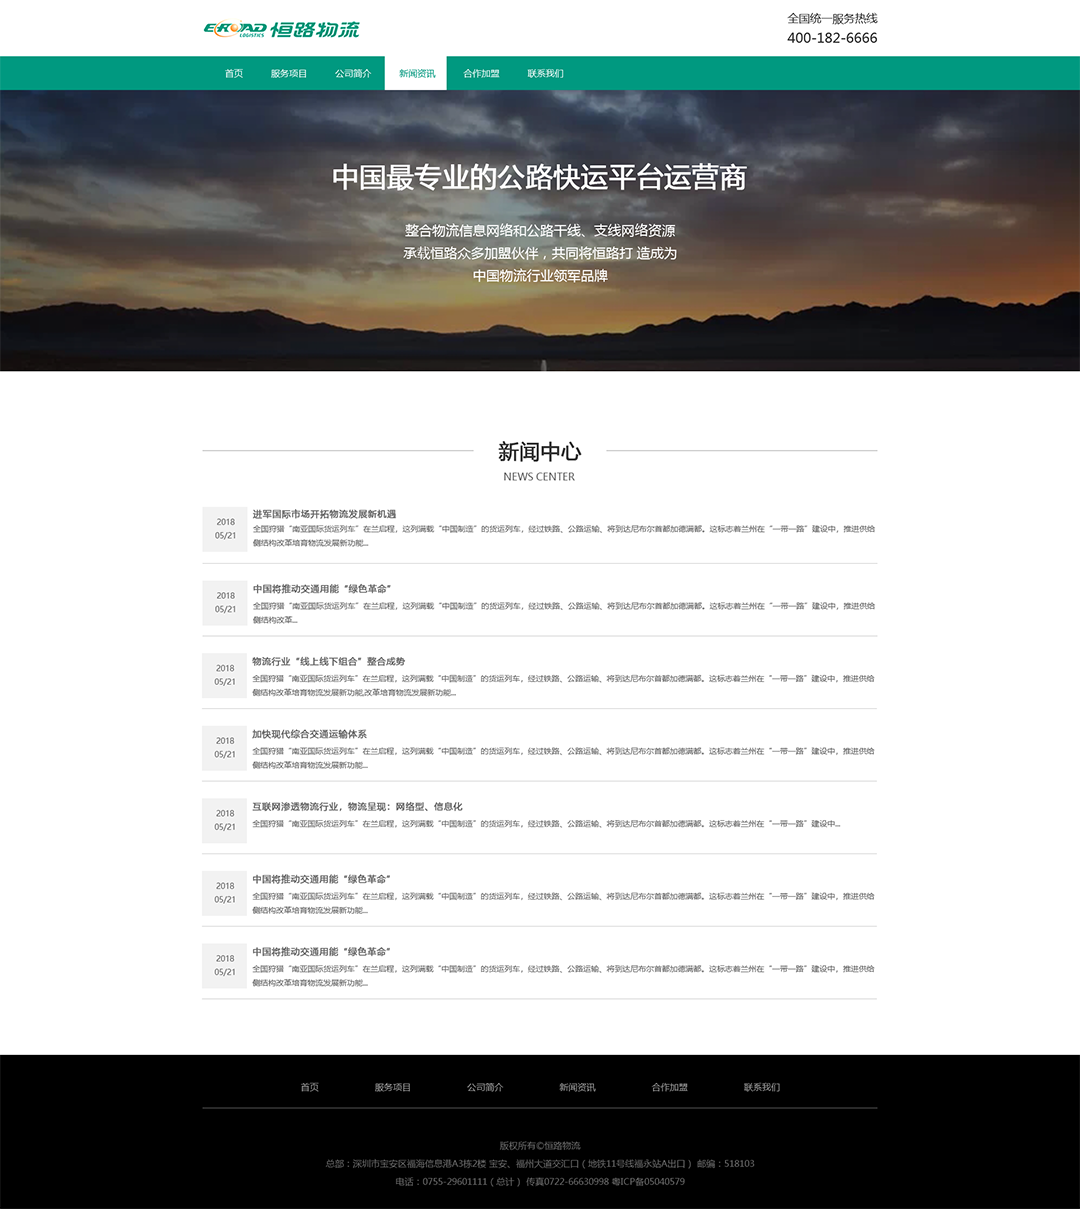 EROAD LOGISTICS 恒路物流
全国统一服务热线
400-182-6666
首页 服务项目 公司简介 新闻资讯 合作加盟 联系我们
中国最专业的公路快运平台运营商
整合物流信息网络和公路干线、支线网络资源
承载恒路众多加盟伙伴，共同将恒路打 造成为
中国物流行业领军品牌
新闻中心
NEWS CENTER
2018
05/21
进军国际市场开拓物流发展新机遇
全国狩猎“南亚国际货运列车”在兰启程，这列满载“中国制造”的货运列车，经过铁路、公路运输、将到达尼布尔首都加德满都。这标志着兰州在“一带一路”建设中，推进供给
侧结构改革培育物流发展新功能...
2018
05/21
中国将推动交通用能“绿色革命”
全国狩猎“南亚国际货运列车”在兰启程，这列满载“中国制造”的货运列车，经过铁路、公路运输、将到达尼布尔首都加德满都。这标志着兰州在“一带一路”建设中，推进供给
侧结构改革...
2018
05/21
物流行业“线上线下组合”整合成势
全国狩猎“南亚国际货运列车”在兰启程，这列满载“中国制造”的货运列车，经过铁路、公路运输、将到达尼布尔首都加德满都。这标志着兰州在“一带一路”建设中，推进供给
侧结构改革培育物流发展新功能,改革培育物流发展新功能...
2018
05/21
加快现代综合交通运输体系
全国狩猎“南亚国际货运列车”在兰启程，这列满载“中国制造”的货运列车，经过铁路、公路运输、将到达尼布尔首都加德满都。这标志着兰州在“一带一路”建设中，推进供给
侧结构改革培育物流发展新功能...
2018
05/21
互联网渗透物流行业，物流呈现：网络型、信息化
全国狩猎“南亚国际货运列车”在兰启程，这列满载“中国制造”的货运列车，经过铁路、公路运输、将到达尼布尔首都加德满都。这标志着兰州在“一带一路”建设中...
2018
05/21
中国将推动交通用能“绿色革命”
全国狩猎“南亚国际货运列车”在兰启程，这列满载“中国制造”的货运列车，经过铁路、公路运输、将到达尼布尔首都加德满都。这标志着兰州在“一带一路”建设中，推进供给
侧结构改革培育物流发展新功能...
2018
05/21
中国将推动交通用能“绿色革命”
全国狩猎“南亚国际货运列车”在兰启程，这列满载“中国制造”的货运列车，经过铁路、公路运输、将到达尼布尔首都加德满都。这标志着兰州在“一带一路”建设中，推进供给
侧结构改革培育物流发展新功能...
首页 服务项目 公司简介 新闻资讯 合作加盟 联系我们
版权所有©恒路物流
总部：深圳市宝安区福海信息港A3栋2楼 宝安、福州大道交汇口（地铁11号线福永站A出口） 邮编：518103
电话：0755-29601111（总计） 传真0722-66630998 粤ICP备05040579